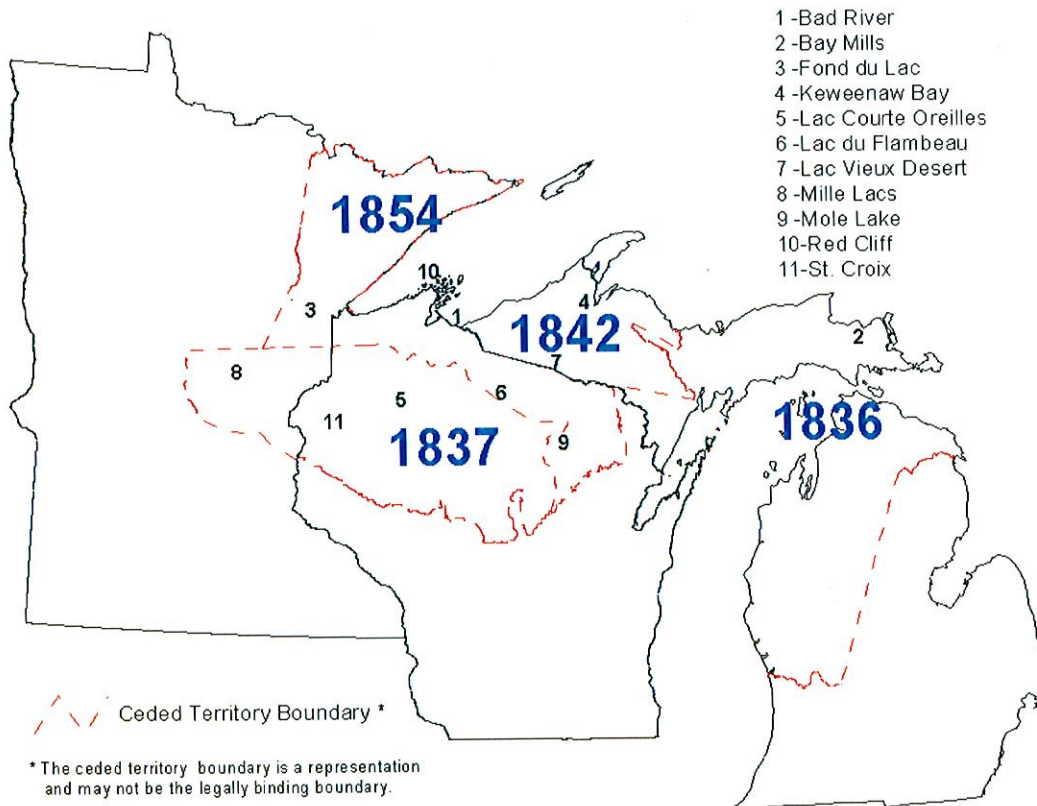 1 -Bad River
2 -Bay Mills
3 -Fond du Lac
4 -Keweenaw Bay
5 -Lac Courte Oreilles
6 -Lac du Flambeau
7 -Lac Vieux Desert
8 -Mille Lacs
9 -Mole Lake
10-Red Cliff
11-St. Croix
1854
10
3
1
4
2
1842
7
8
5
6
11
1837
9
1836
Ceded Territory Boundary *
* The ceded territory boundary is a representation
and may not be the legally binding boundary.